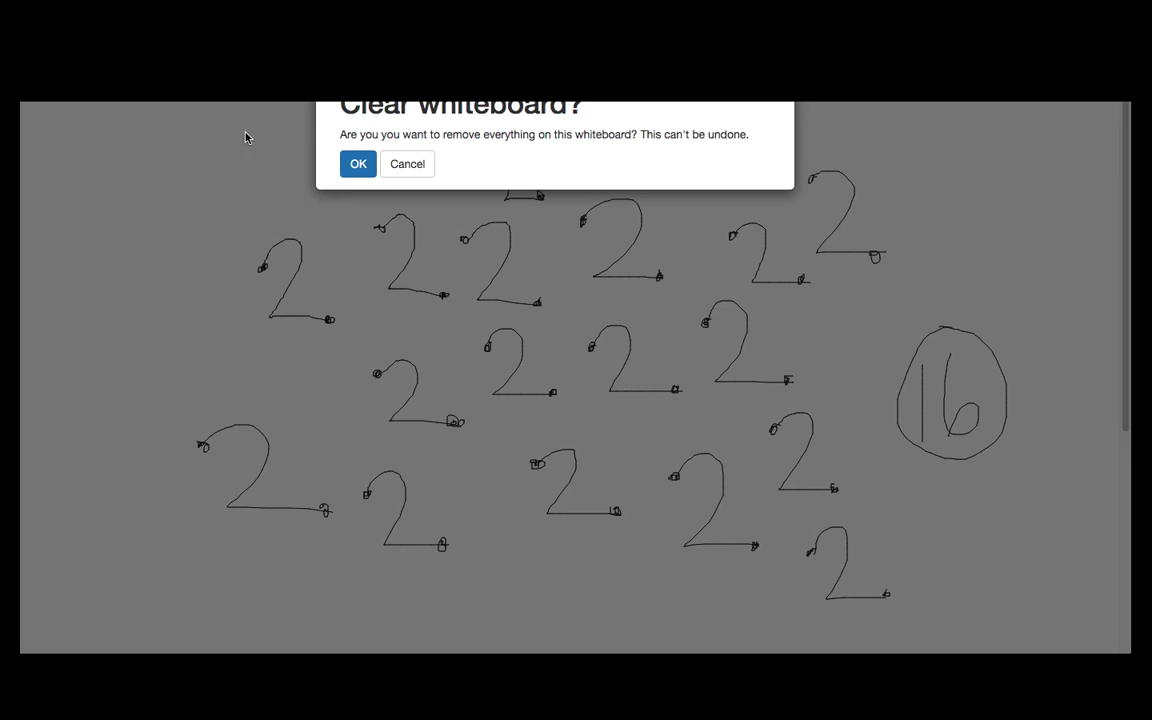 Clear whiteboard?
Are you you want to remove everything on this whiteboard? This can't be undone.
OK Cancel
2
2 2 2 2 2 2
2 2 2 2 16
2 2 2 2 2
2